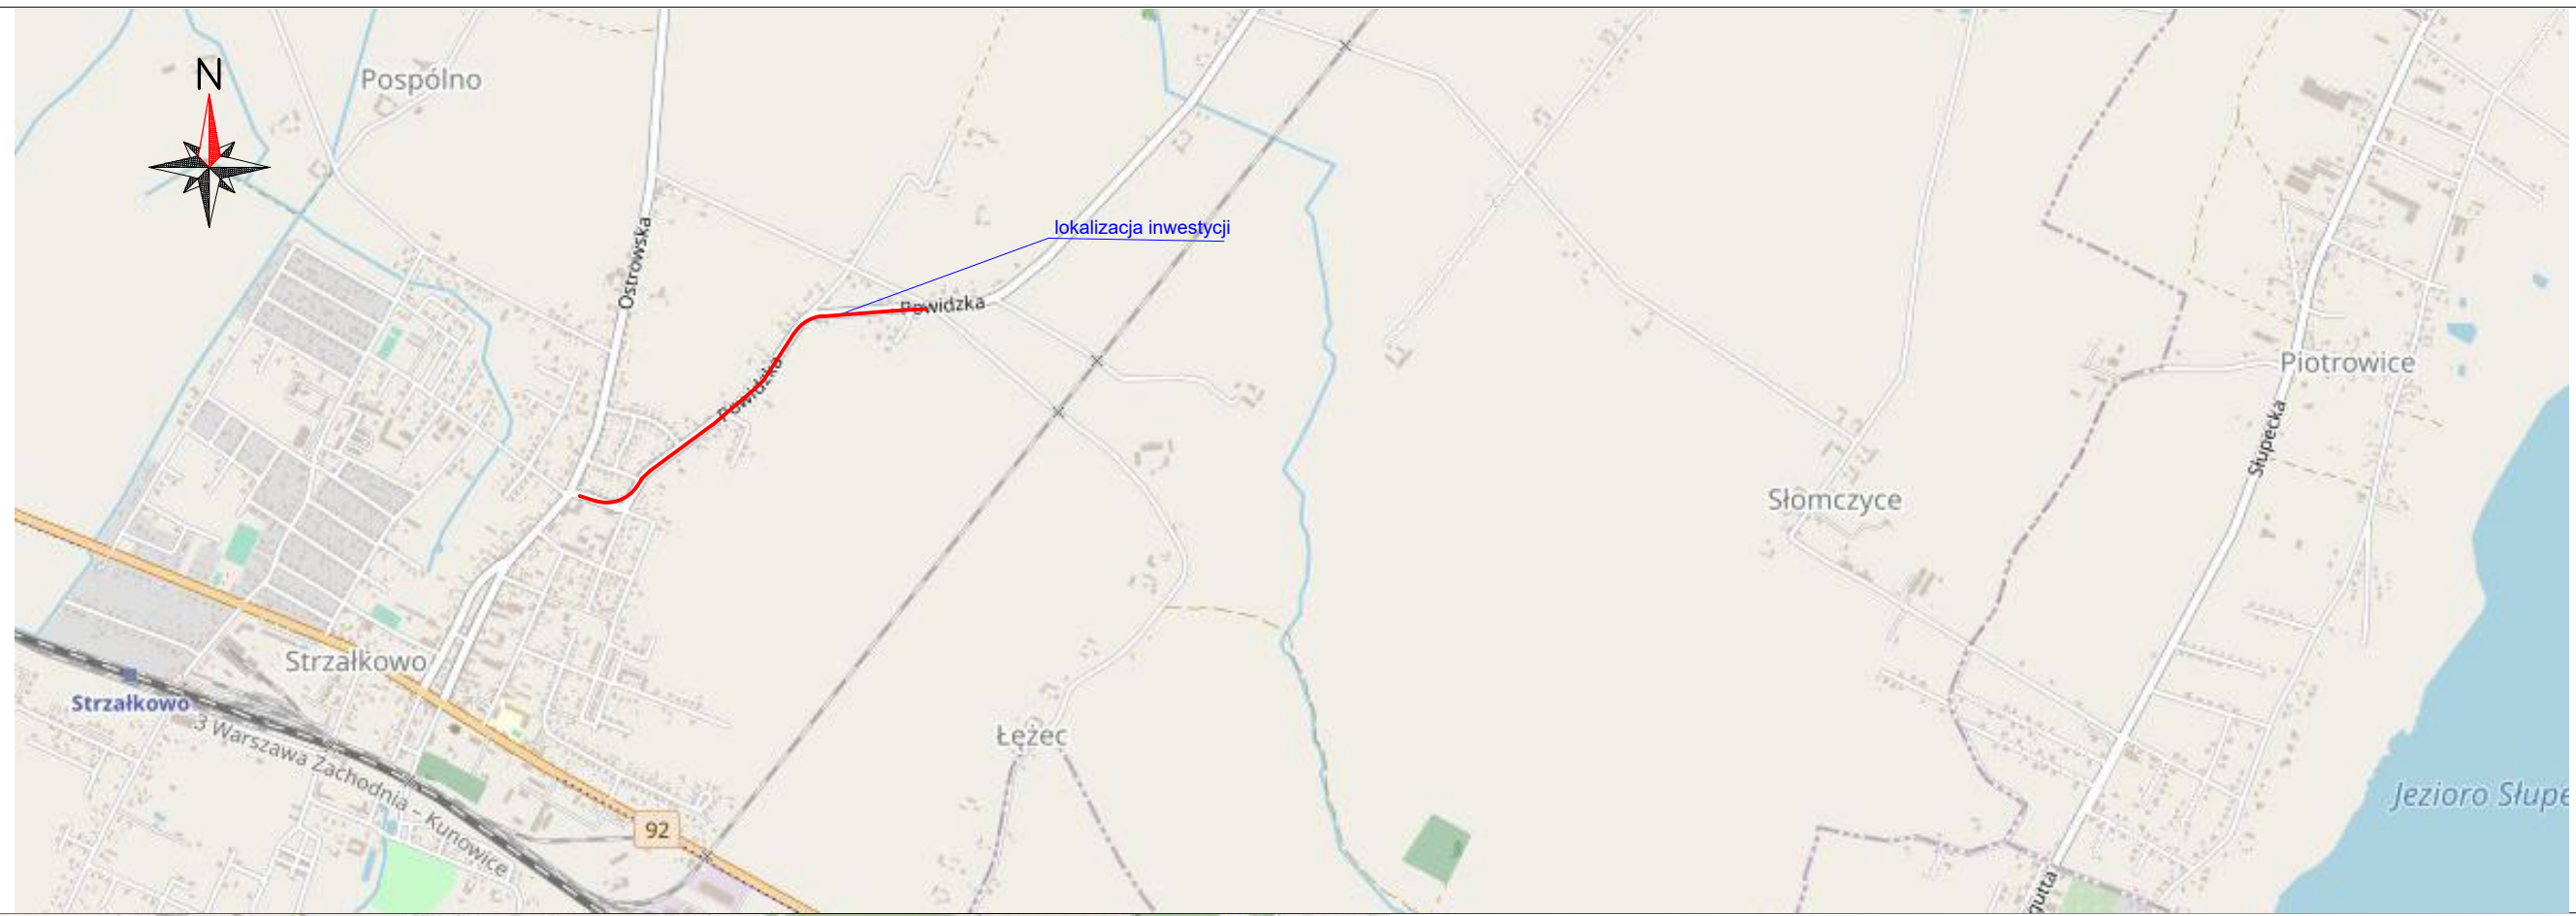 N
Pospólno
Ostrowska
lokalizacja inwestycji
Powidzka
Powidzka
Piotrowice
Słupecka
Słomczyce
Strzałkowo
Strzałkowo
3 Warszawa Zachodnia – Kunowice
Łężec
92
Jezioro Słupe
gutta